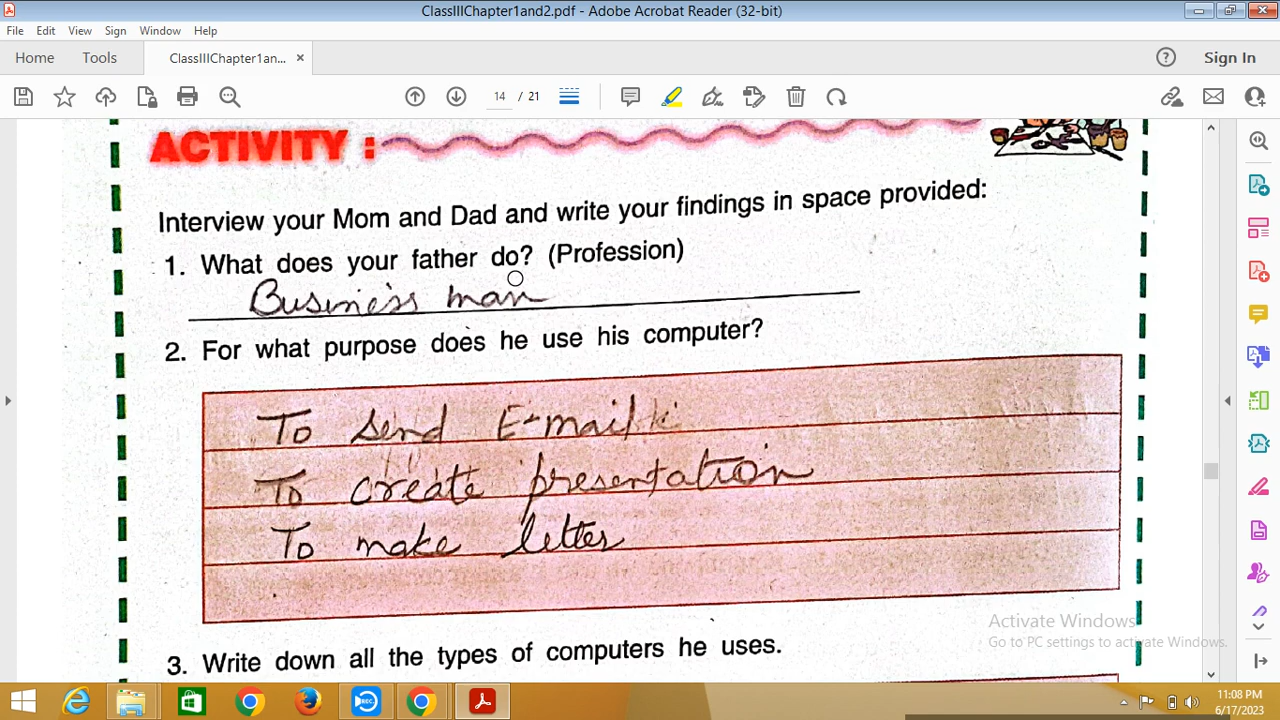 ClassIIIChapter1and2.pdf - Adobe Acrobat Reader (32-bit)
File Edit View Sign Window Help
Home Tools ClassIIIChapter1an... × Sign In
14 / 21
ACTIVITY :
Interview your Mom and Dad and write your findings in space provided:
1. What does your father do? (Profession)
Business man
2. For what purpose does he use his computer?
To send E-mail
To create presentation
To make letter
3. Write down all the types of computers he uses.
Activate Windows
Go to PC settings to activate Windows.
REC
11:08 PM
6/17/2023